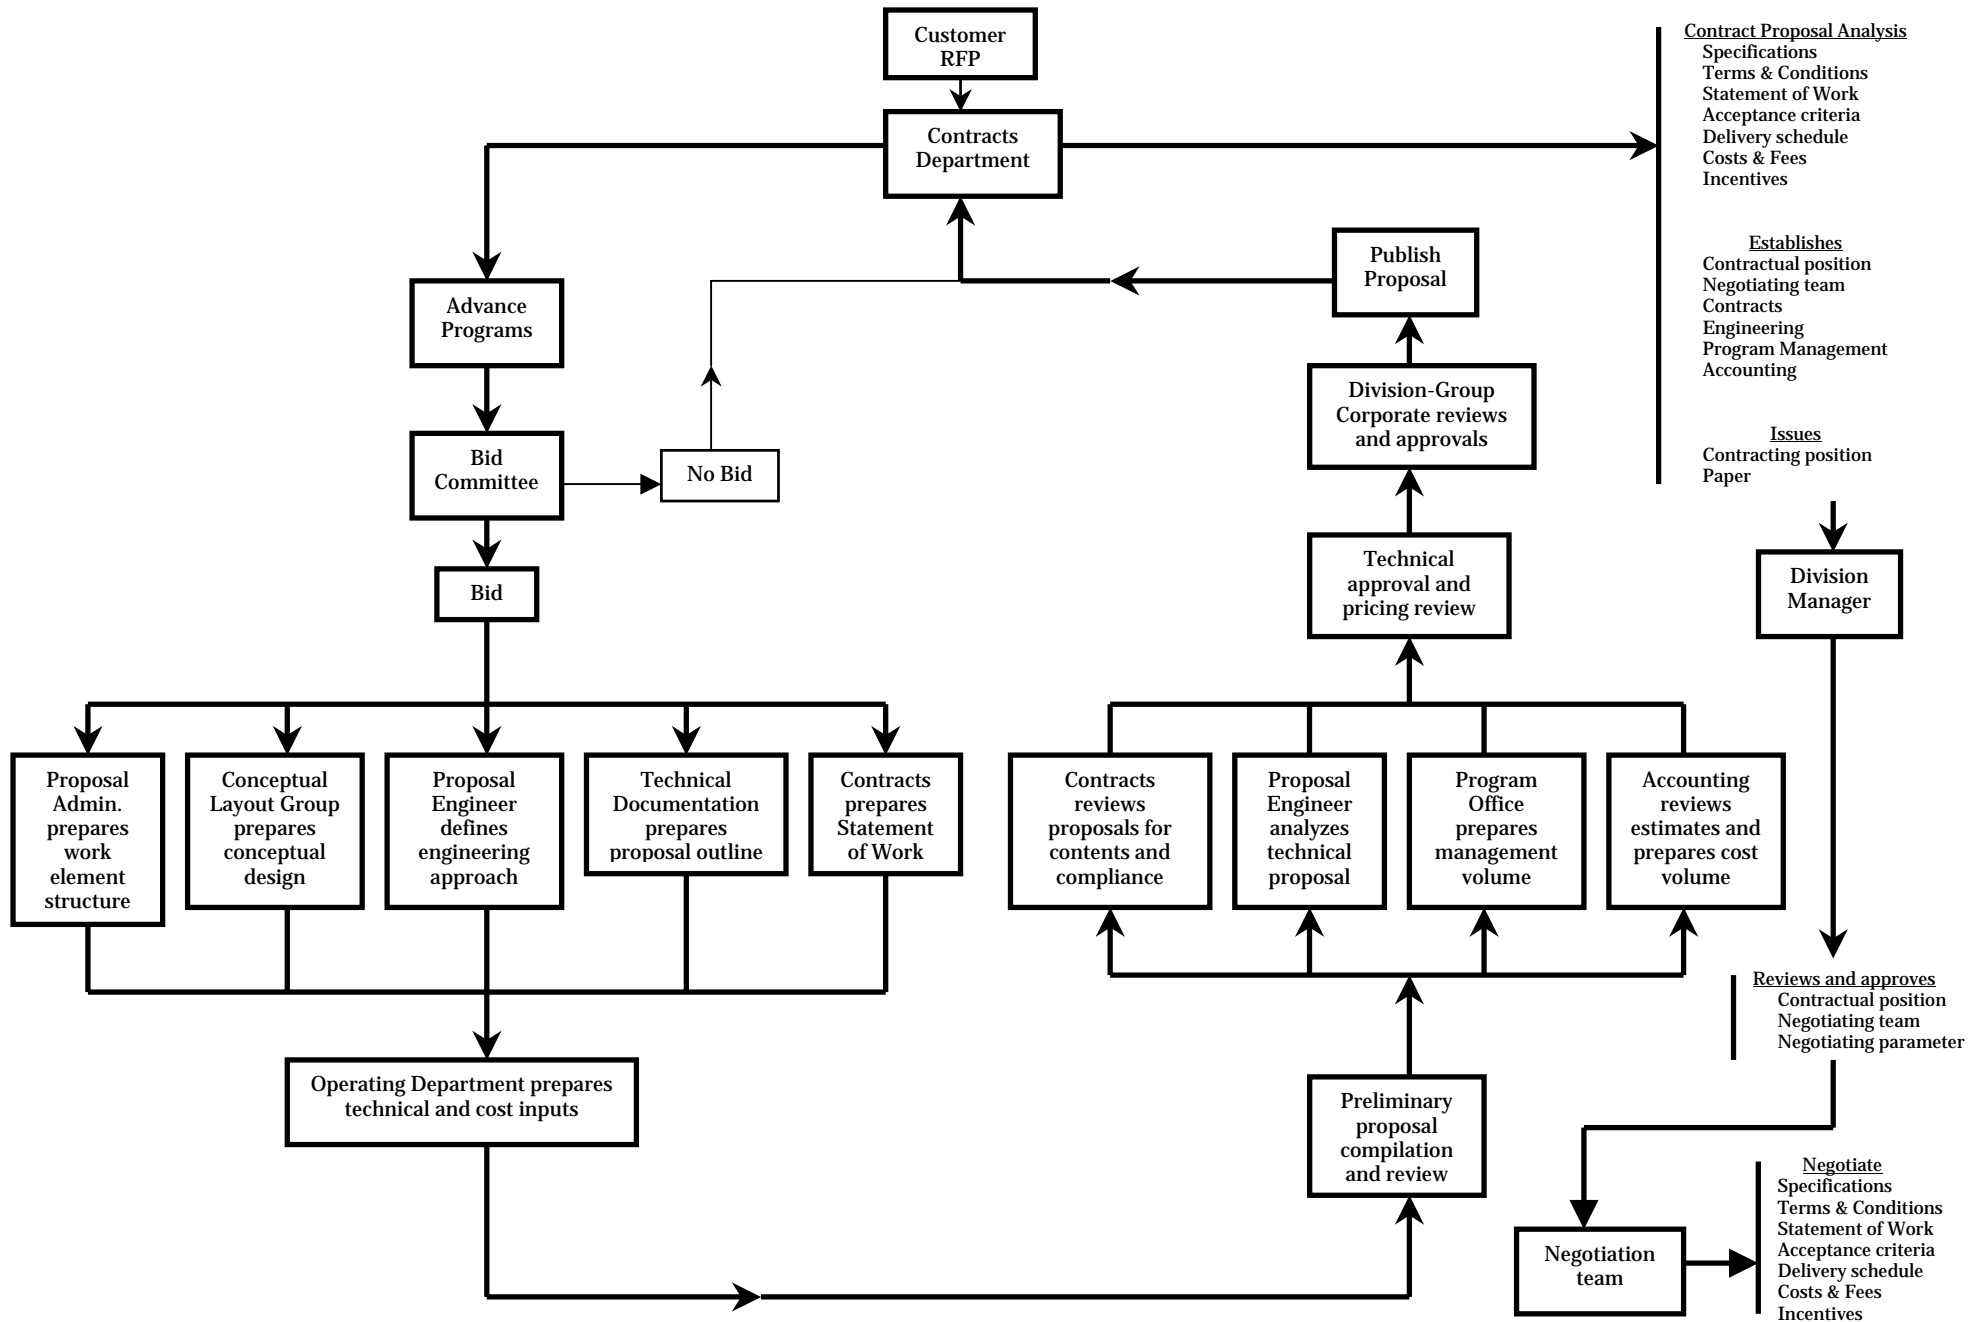 Customer
RFP
Contracts
Department
Contract Proposal Analysis
Specifications
Terms & Conditions
Statement of Work
Acceptance criteria
Delivery schedule
Costs & Fees
Incentives
Establishes
Contractual position
Negotiating team
Contracts
Engineering
Program Management
Accounting
Issues
Contracting position
Paper
Publish
Proposal
Advance
Programs
Division-Group
Corporate reviews
and approvals
Bid
Committee
No Bid
Technical
approval and
pricing review
Division
Manager
Bid
Proposal
Admin.
prepares
work
element
structure
Conceptual
Layout Group
prepares
conceptual
design
Proposal
Engineer
defines
engineering
approach
Technical
Documentation
prepares
proposal outline
Contracts
prepares
Statement
of Work
Contracts
reviews
proposals for
contents and
compliance
Proposal
Engineer
analyzes
technical
proposal
Program
Office
prepares
management
volume
Accounting
reviews
estimates and
prepares cost
volume
Reviews and approves
Contractual position
Negotiating team
Negotiating parameter
Operating Department prepares
technical and cost inputs
Preliminary
proposal
compilation
and review
Negotiation
team
Negotiate
Specifications
Terms & Conditions
Statement of Work
Acceptance criteria
Delivery schedule
Costs & Fees
Incentives